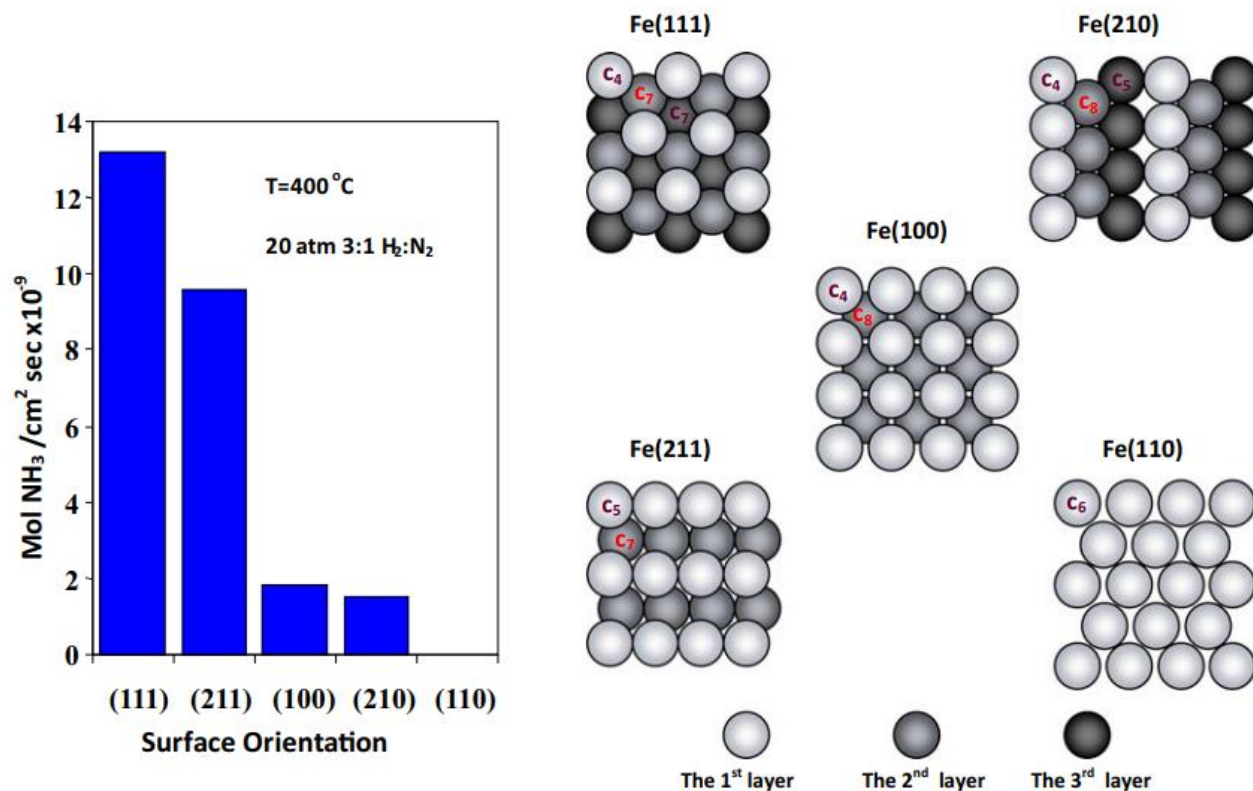 14
12
10
8
6
4
2
0
Mol NH₃ /cm² sec x10⁻⁹
T=400 °C
20 atm 3:1 H₂:N₂
(111) (211) (100) (210) (110)
Surface Orientation
Fe(111)
C₄
C₇
C₇
Fe(210)
C₄ C₅
C₈
Fe(100)
C₄
C₈
Fe(211)
C₅
C₇
Fe(110)
C₆
The 1ˢᵗ layer The 2ⁿᵈ layer The 3ʳᵈ layer